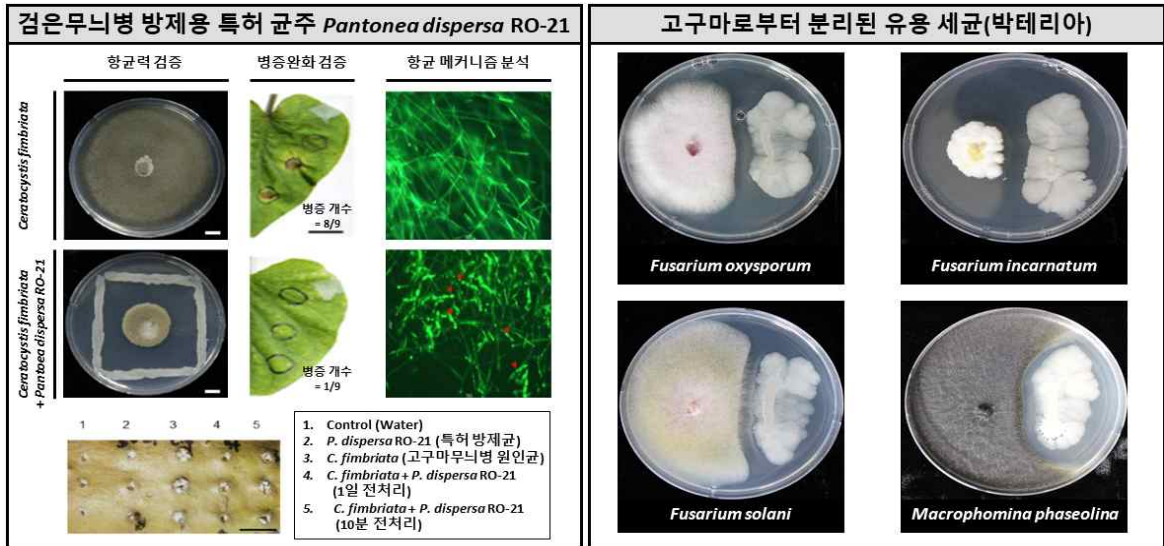 검은무늬병 방제용 특허 균주 Pantonea dispersa RO-21
항균력 검증
병증완화 검증
항균 메커니즘 분석
Ceratocystis fimbriata
병증 개수
= 8/9
Ceratocystis fimbriata
+ Pantoea dispersa RO-21
병증 개수
= 1/9
1 2 3 4 5
1. Control (Water)
2. P. dispersa RO-21 (특허 방제균)
3. C. fimbriata (고구마무늬병 원인균)
4. C. fimbriata + P. dispersa RO-21
(1일 전처리)
5. C. fimbriata + P. dispersa RO-21
(10분 전처리)
고구마로부터 분리된 유용 세균(박테리아)
Fusarium oxysporum
Fusarium incarnatum
Fusarium solani
Macrophomina phaseolina